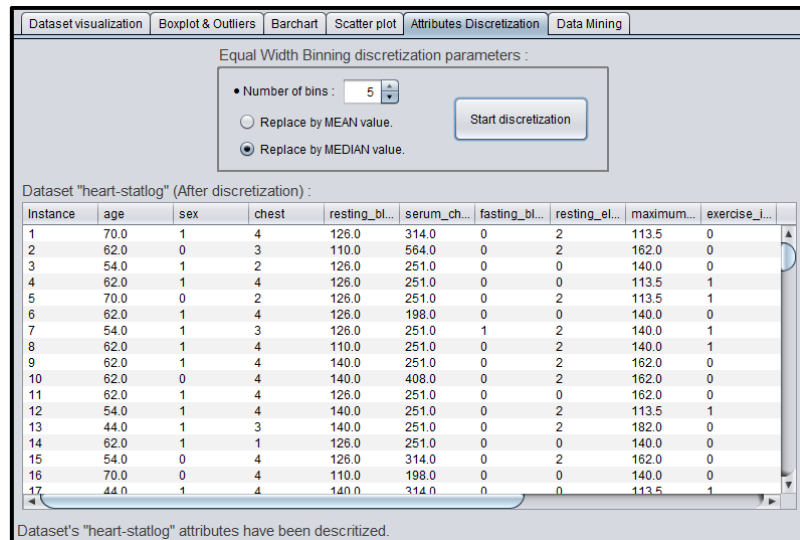 Dataset visualization Boxplot & Outliers Barchart Scatter plot Attributes Discretization Data Mining
Equal Width Binning discretization parameters :
• Number of bins : 5
Replace by MEAN value.
Start discretization
Replace by MEDIAN value.
Dataset "heart-statlog" (After discretization) :
Instance age sex chest resting_bl... serum_ch... fasting_bl... resting_el... maximum... exercise_i...
1 70.0 1 4 126.0 314.0 0 2 113.5 0
2 62.0 0 3 110.0 564.0 0 2 162.0 0
3 54.0 1 2 126.0 251.0 0 0 140.0 0
4 62.0 1 4 126.0 251.0 0 0 113.5 1
5 70.0 0 2 126.0 251.0 0 2 113.5 1
6 62.0 1 4 126.0 198.0 0 0 140.0 0
7 54.0 1 3 126.0 251.0 1 2 140.0 1
8 62.0 1 4 110.0 251.0 0 2 140.0 1
9 62.0 1 4 140.0 251.0 0 2 162.0 0
10 62.0 0 4 140.0 408.0 0 2 162.0 0
11 62.0 1 4 126.0 251.0 0 0 162.0 0
12 54.0 1 4 140.0 251.0 0 2 113.5 1
13 44.0 1 3 140.0 251.0 0 2 182.0 0
14 62.0 1 1 126.0 251.0 0 0 140.0 0
15 54.0 0 4 126.0 314.0 0 2 162.0 0
16 70.0 0 4 110.0 198.0 0 0 140.0 0
17 44.0 1 4 140.0 314.0 0 0 113.5 1
Dataset's "heart-statlog" attributes have been descritized.